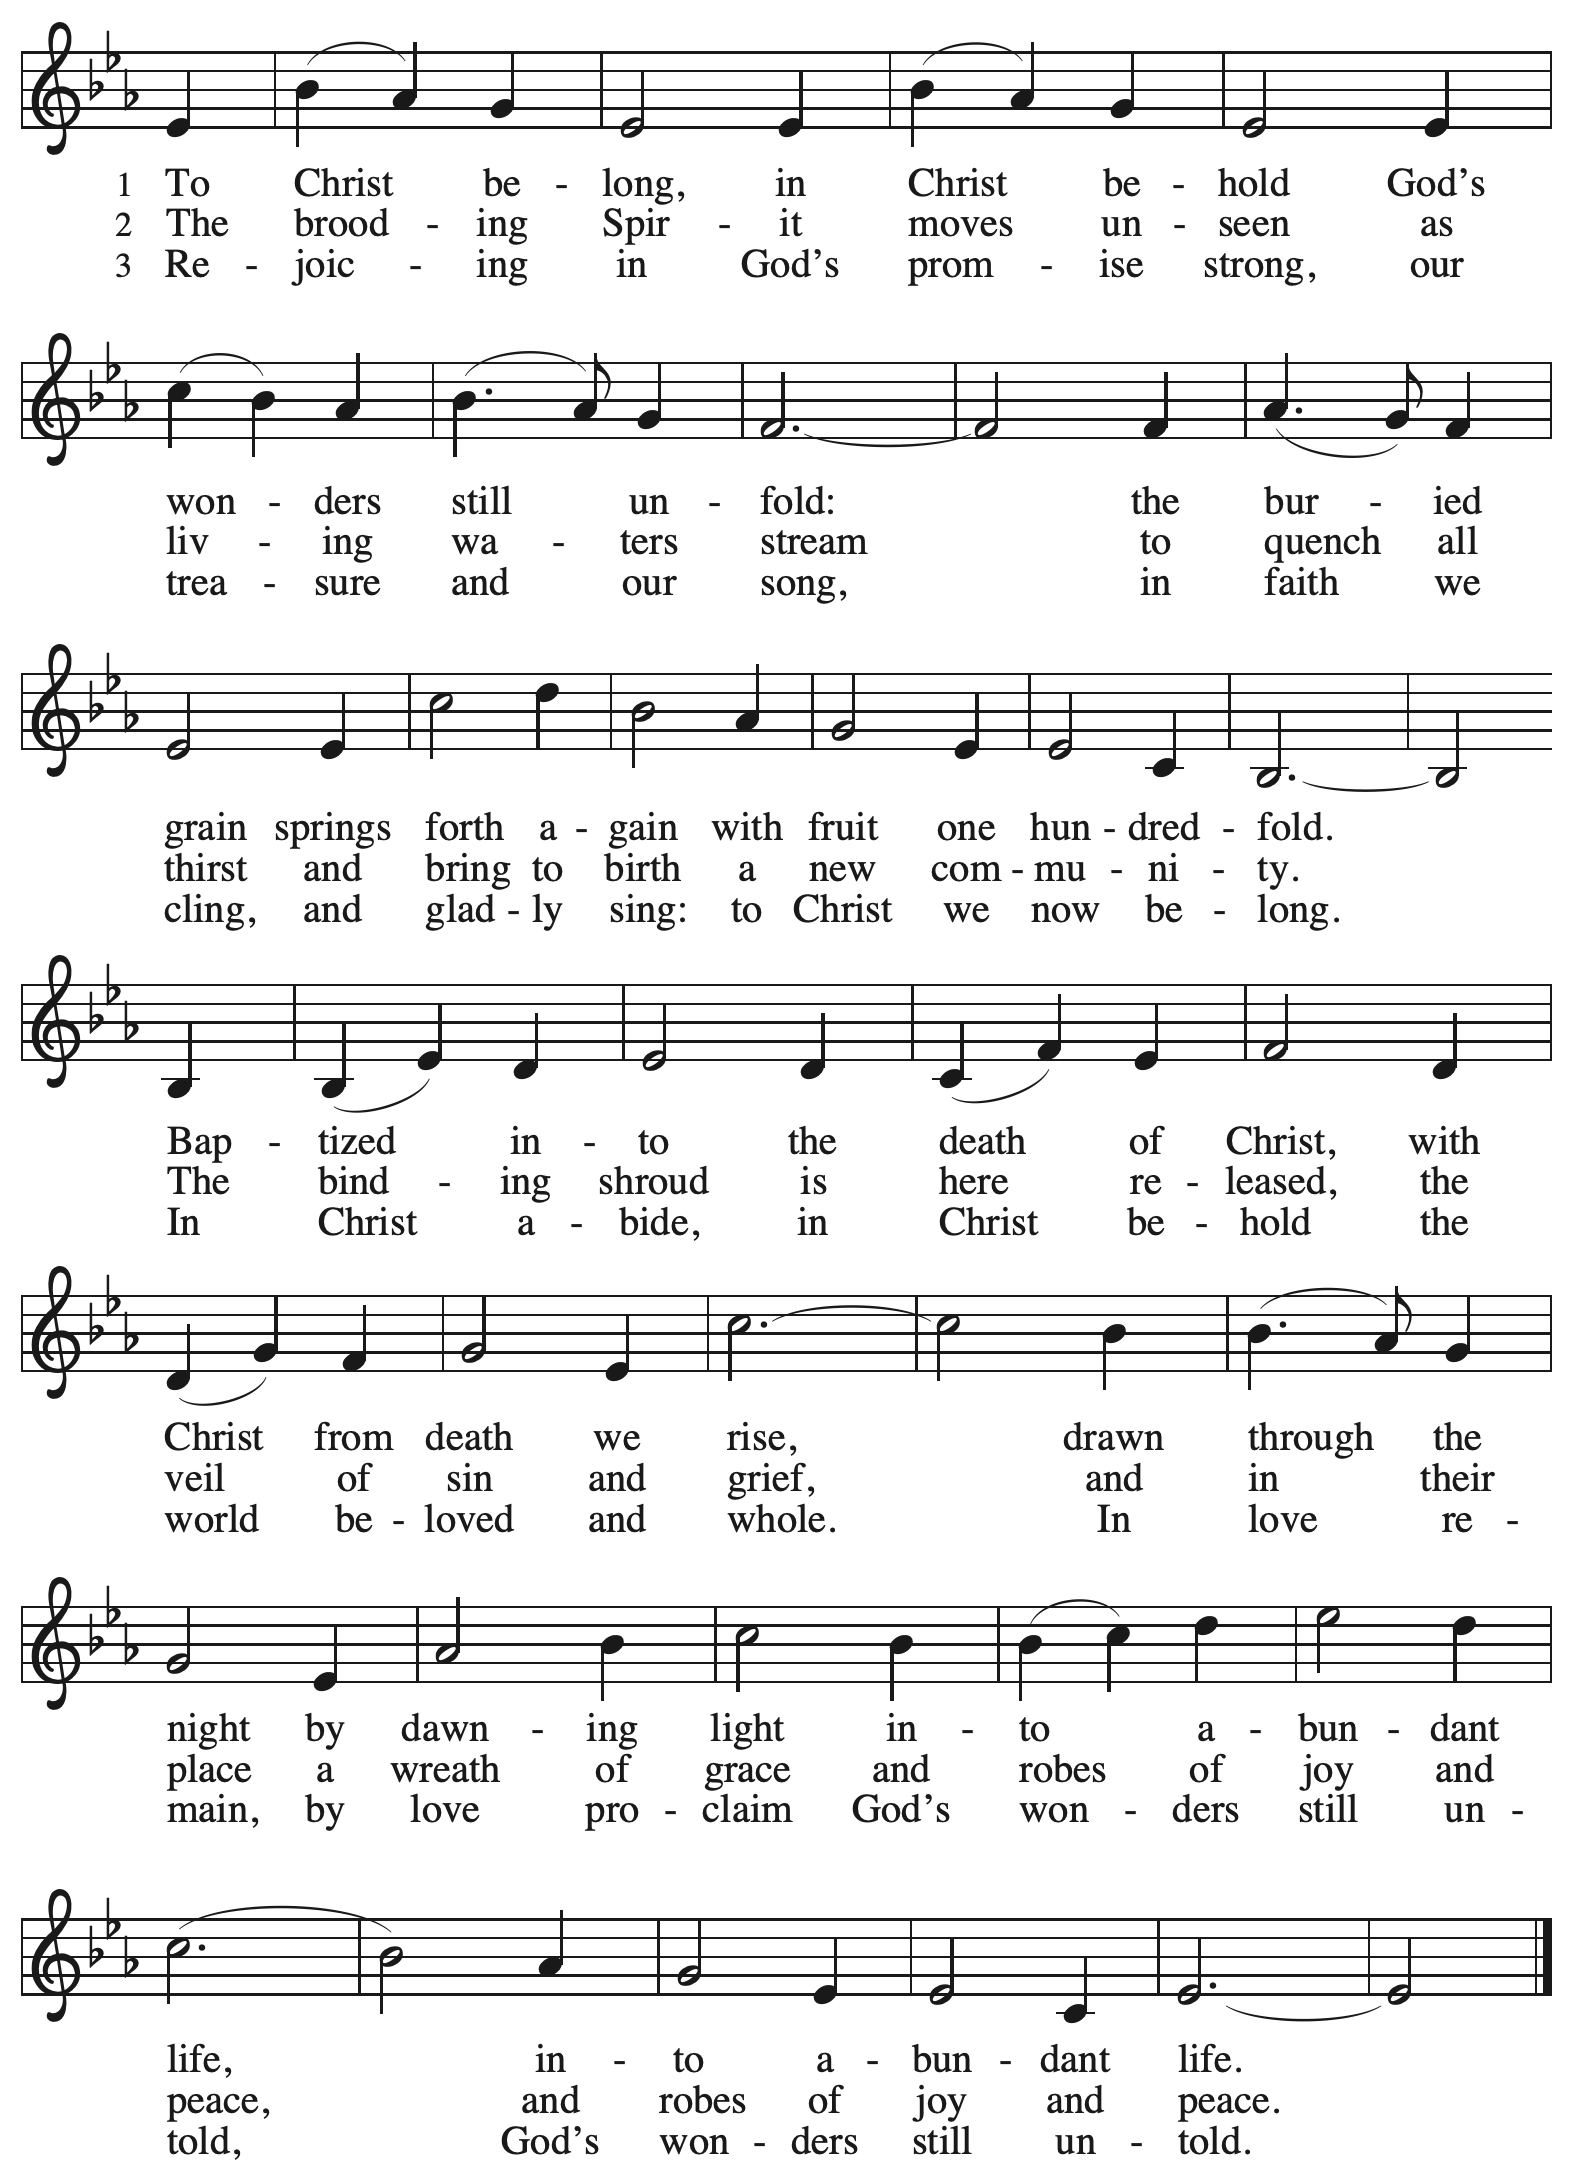 1 To Christ be - long, in Christ be - hold God's
2 The brood - ing Spir - it moves un - seen as
3 Re - joic - ing in God's prom - ise strong, our
won - ders still un - fold: the bur - ied
liv - ing wa - ters stream to quench all
trea - sure and our song, in faith we
grain springs forth a - gain with fruit one hun - dred - fold.
thirst and bring to birth a new com - mu - ni - ty.
cling, and glad - ly sing: to Christ we now be - long.
Bap - tized in - to the death of Christ, with
The bind - ing shroud is here re - leased, the
In Christ a - bide, in Christ be - hold the
Christ from death we rise, drawn through the
veil of sin and grief, and in their
world be - loved and whole. In love re -
night by dawn - ing light in - to a - bun - dant
place a wreath of grace and robes of joy and
main, by love pro - claim God's won - ders still un -
life, in - to a - bun - dant life.
peace, and robes of joy and peace.
told, God's won - ders still un - told.